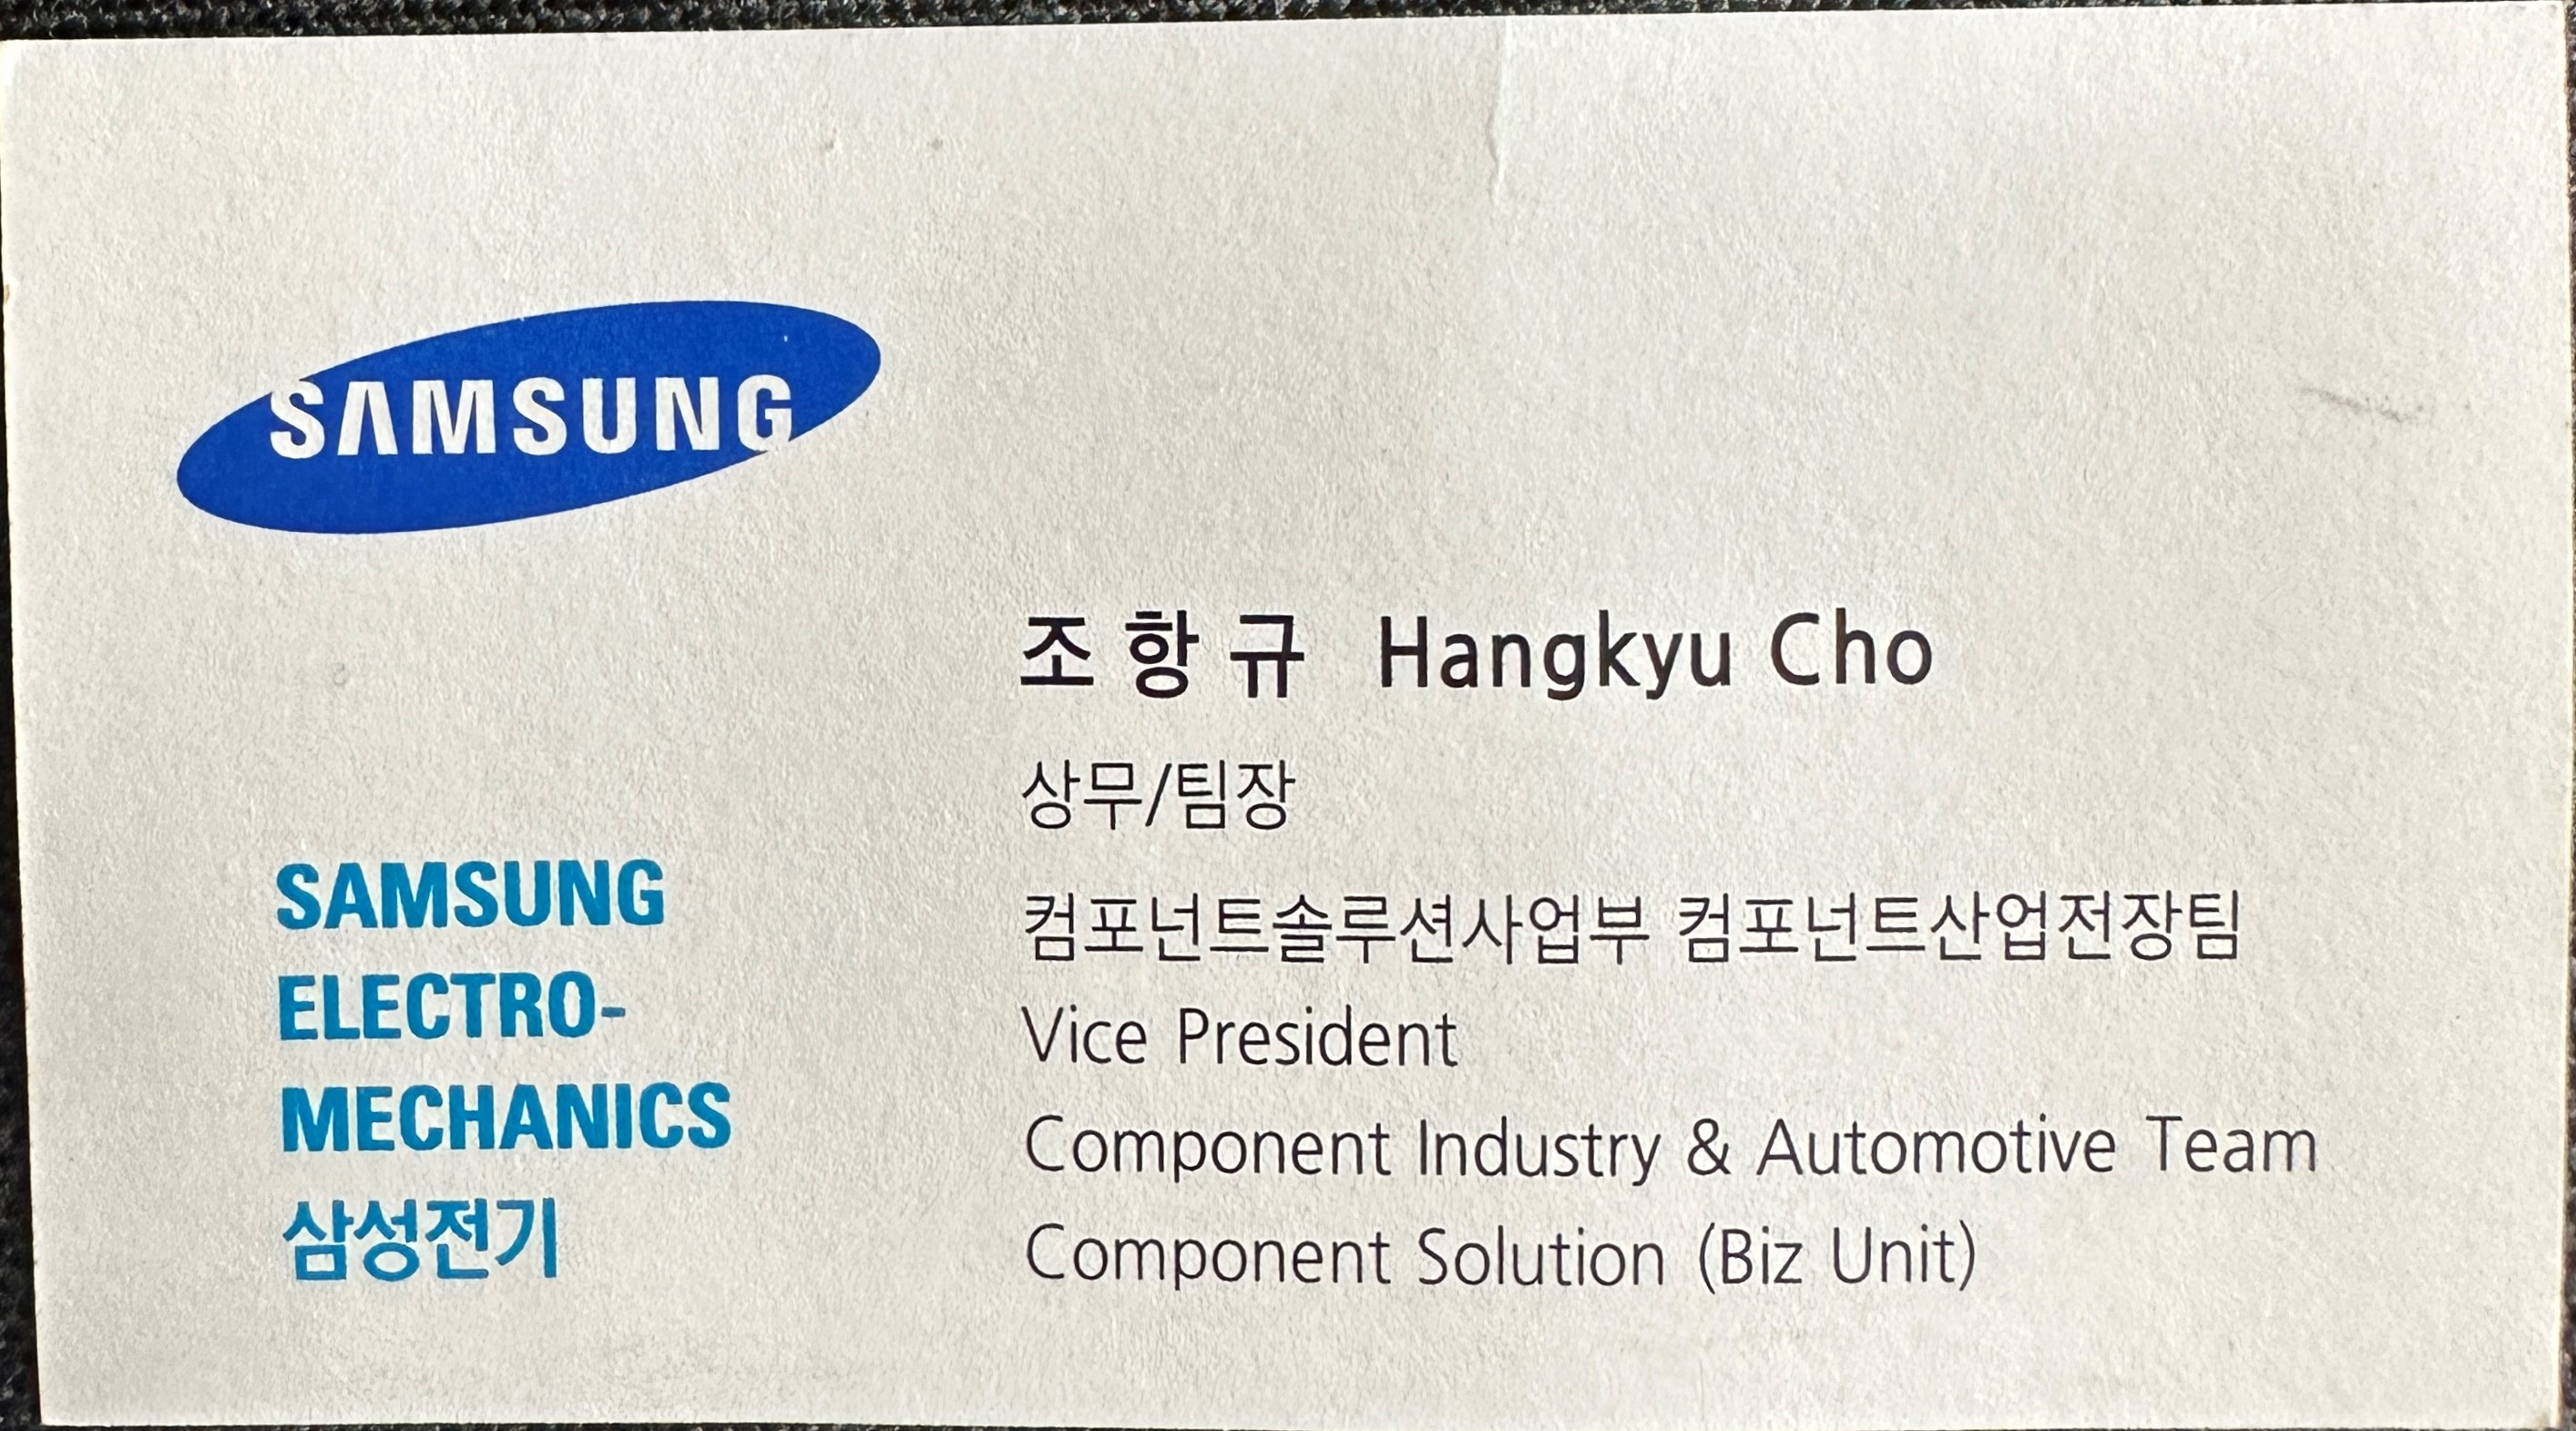 SAMSUNG
조 항 규 Hangkyu Cho
상무/팀장
컴포넌트솔루션사업부 컴포넌트산업전장팀
Vice President
Component Industry & Automotive Team
Component Solution (Biz Unit)
SAMSUNG
ELECTRO-
MECHANICS
삼성전기